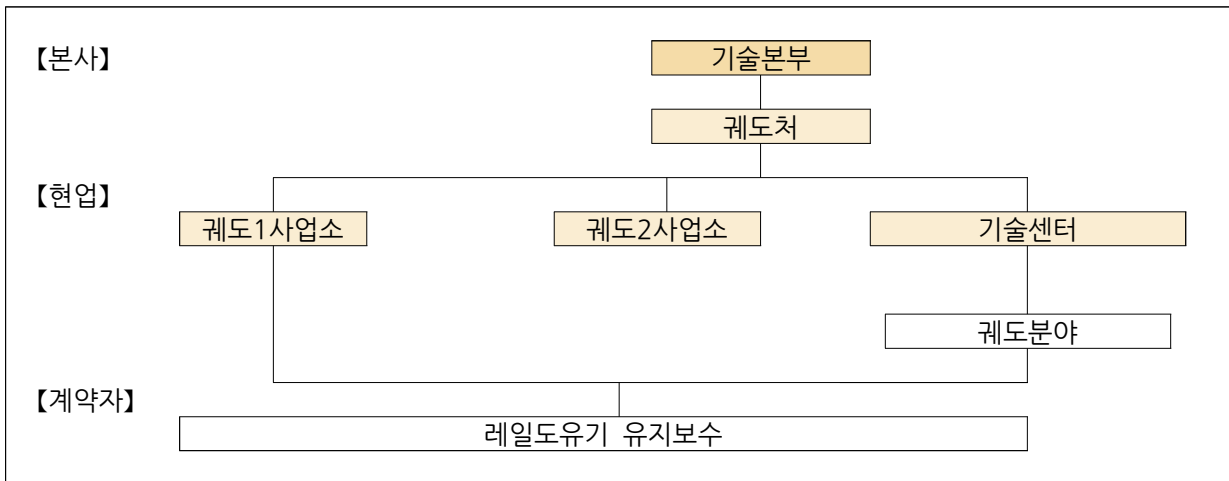 【본사】
기술본부
궤도처
【현업】
궤도1사업소
궤도2사업소
기술센터
궤도분야
【계약자】
레일도유기 유지보수